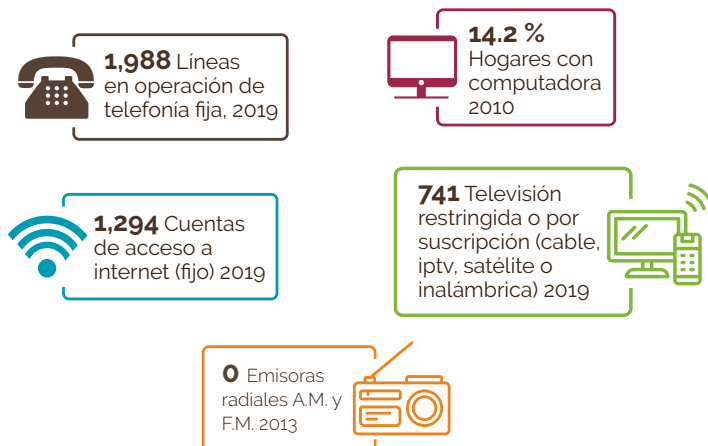 1,988 Líneas
en operación de
telefonía fija, 2019
14.2 %
Hogares con
computadora
2010
1,294 Cuentas
de acceso a
internet (fijo) 2019
741 Televisión
restringida o por
suscripción (cable,
iptv, satélite o
inalámbrica) 2019
0 Emisoras
radiales A.M. y
F.M. 2013